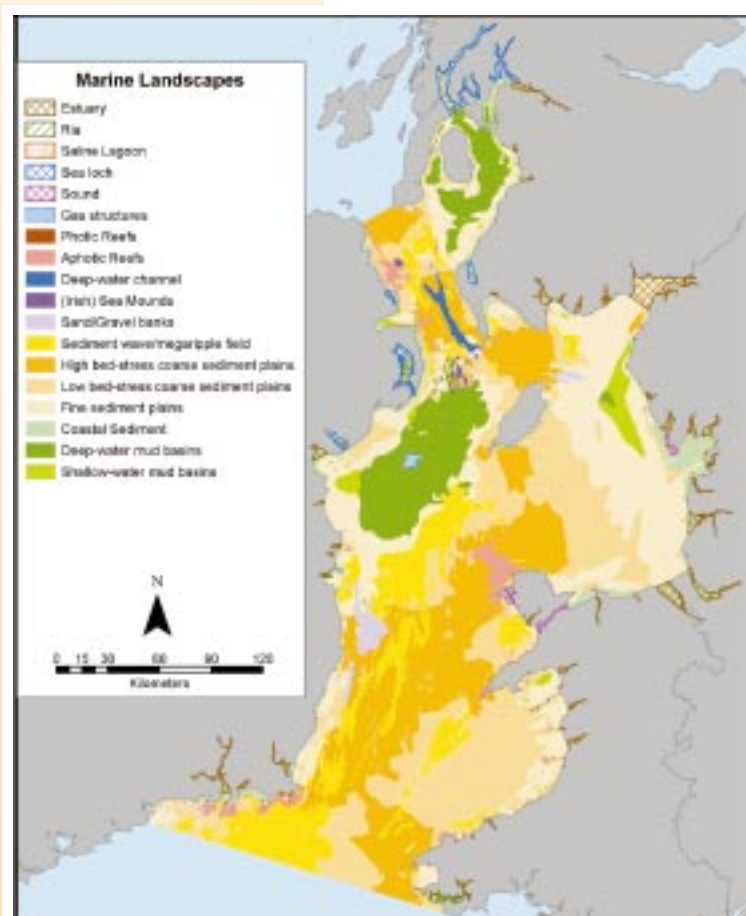 Marine Landscapes
Estuary
Ria
Saline Lagoon
Sea loch
Sound
Gas structures
Photic Reefs
Aphotic Reefs
Deep-water channel
(Irish) Sea Mounds
Sand/Gravel banks
Sediment wave/megaripple field
High bed-stress coarse sediment plains
Low bed-stress coarse sediment plains
Fine sediment plains
Coastal Sediment
Deep-water mud basins
Shallow-water mud basins
N
0 15 30 60 90 120
Kilometers